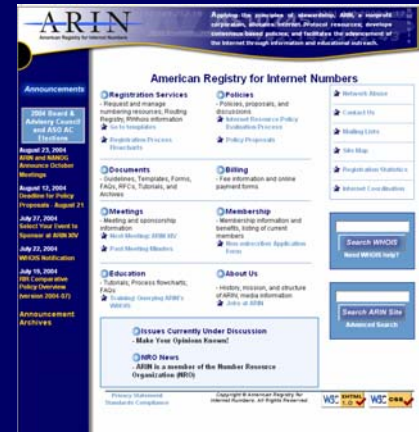 ARIN
American Registry for Internet Numbers
Applying the principles of stewardship, ARIN, a nonprofit
corporation, allocates Internet Protocol resources; develops
consensus-based policies; and facilitates the advancement of
the Internet through information and educational outreach.
American Registry for Internet Numbers
Announcements
2004 Board &
Advisory Council
and ASO AC
Elections
August 23, 2004
ARIN and NANOG
Announce October
Meetings
August 12, 2004
Deadline for Policy
Proposals - August 21
July 27, 2004
Select Your Event to
Sponsor at ARIN XIV
July 22, 2004
WHOIS Notification
July 19, 2004
RIR Comparative
Policy Overview
(version 2004-07)
Announcement
Archives
Registration Services
- Request and manage
numbering resources, Routing
Registry, Whois information
Go to templates
Registration Process
Flowcharts
Documents
- Guidelines, Templates, Forms,
FAQs, RFCs, Tutorials, and
Archives
Meetings
- Meeting and sponsorship
information
Next Meeting: ARIN XIV
Past Meeting Minutes
Education
- Tutorials, Process flowcharts,
FAQs
Training: Querying ARIN's
WHOIS
Policies
- Policies, proposals, and
discussions.
Internet Resource Policy
Evaluation Process
Policy Proposals
Billing
- Fee information and online
payment forms
Membership
- Membership information and
benefits, listing of current
members
Non-subscriber Application
Form
About Us
- History, mission, and structure
of ARIN, media information
Jobs at ARIN
Issues Currently Under Discussion
- Make Your Opinions Known!
NRO News
- ARIN is a member of the Number Resource
Organization (NRO)
Network Abuse
Contact Us
Mailing Lists
Site Map
Registration Statistics
Internet Coordination
Search WHOIS
Need WHOIS help?
Search ARIN Site
Advanced Search
Privacy Statement
Standards Compliance
Copyright © American Registry for
Internet Numbers. All Rights Reserved.
W3C XHTML 1.0
W3C css